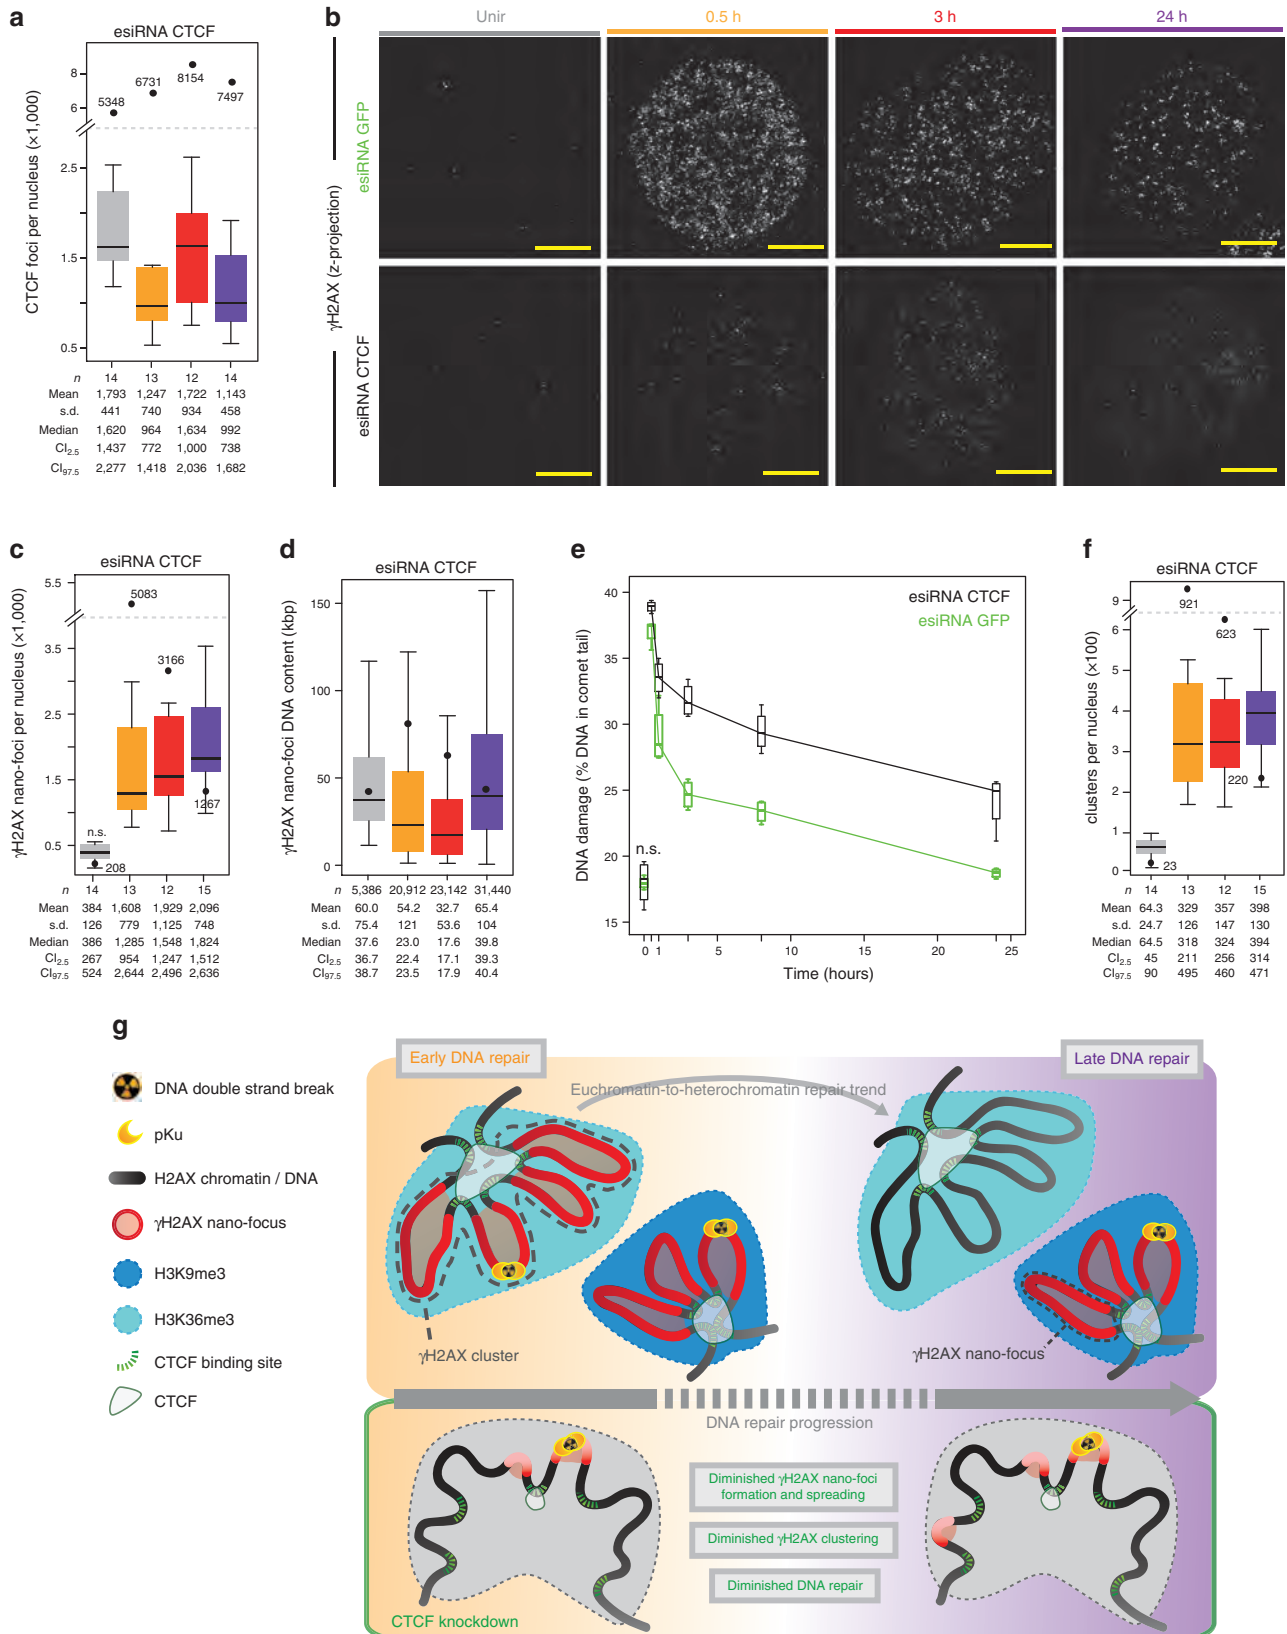 a
esiRNA CTCF
CTCF foci per nucleus (×1,000)
8
6
2.5
1.5
0.5
5348
6731
8154
7497
n 14 13 12 14
Mean 1,793 1,247 1,722 1,143
s.d. 441 740 934 458
Median 1,620 964 1,634 992
CI2.5 1,437 772 1,000 738
CI97.5 2,277 1,418 2,036 1,682
b
Unir 0.5 h 3 h 24 h
γH2AX (z-projection)
esiRNA GFP
esiRNA CTCF
c
esiRNA CTCF
γH2AX nano-foci per nucleus (×1,000)
5.5
3.5
2.5
1.5
0.5
5083
3166
1267
n.s.
208
n 14 13 12 15
Mean 384 1,608 1,929 2,096
s.d. 126 779 1,125 748
Median 386 1,285 1,548 1,824
CI2.5 267 954 1,247 1,512
CI97.5 524 2,644 2,496 2,636
d
esiRNA CTCF
γH2AX nano-foci DNA content (kbp)
150
100
50
0
n 5,386 20,912 23,142 31,440
Mean 60.0 54.2 32.7 65.4
s.d. 75.4 121 53.6 104
Median 37.6 23.0 17.6 39.8
CI2.5 36.7 22.4 17.1 39.3
CI97.5 38.7 23.5 17.9 40.4
e
DNA damage (% DNA in comet tail)
40
35
30
25
20
15
esiRNA CTCF
esiRNA GFP
n.s.
0 1 5 10 15 20 25
Time (hours)
f
esiRNA CTCF
clusters per nucleus (×100)
9
6
5
4
3
2
1
0
921
623
220
23
n 14 13 12 15
Mean 64.3 329 357 398
s.d. 24.7 126 147 130
Median 64.5 318 324 394
CI2.5 45 211 256 314
CI97.5 90 495 460 471
g
DNA double strand break
pKu
H2AX chromatin / DNA
γH2AX nano-focus
H3K9me3
H3K36me3
CTCF binding site
CTCF
Early DNA repair
Late DNA repair
Euchromatin-to-heterochromatin repair trend
γH2AX cluster
γH2AX nano-focus
DNA repair progression
Diminished γH2AX nano-foci
formation and spreading
Diminished γH2AX clustering
Diminished DNA repair
CTCF knockdown